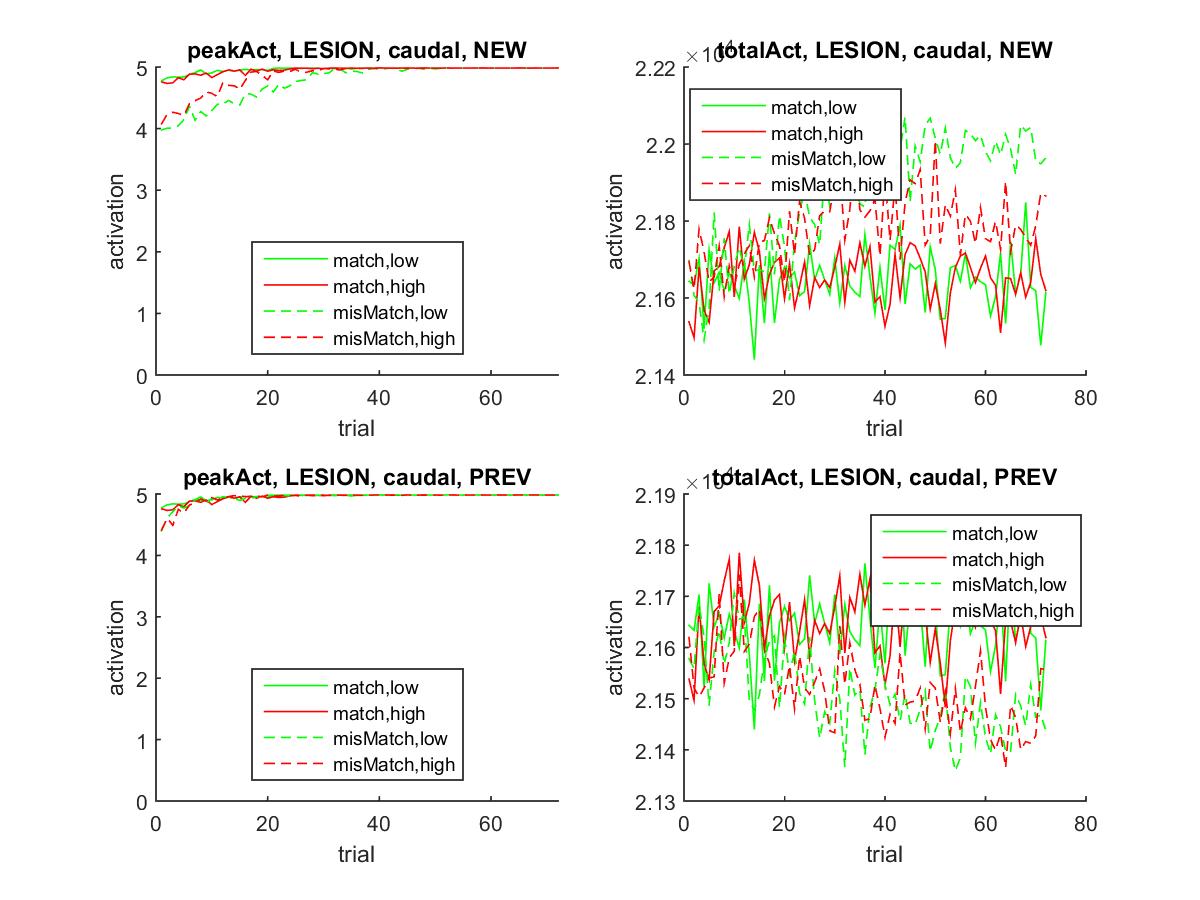 peakAct, LESION, caudal, NEW
5
4
3
2
1
0
activation
match,low
match,high
misMatch,low
misMatch,high
0 20 40 60
trial
×10^4
totalAct, LESION, caudal, NEW
2.22
2.2
2.18
2.16
2.14
activation
match,low
match,high
misMatch,low
misMatch,high
0 20 40 60 80
trial
peakAct, LESION, caudal, PREV
5
4
3
2
1
0
activation
match,low
match,high
misMatch,low
misMatch,high
0 20 40 60
trial
×10^4
totalAct, LESION, caudal, PREV
2.19
2.18
2.17
2.16
2.15
2.14
2.13
activation
match,low
match,high
misMatch,low
misMatch,high
0 20 40 60 80
trial